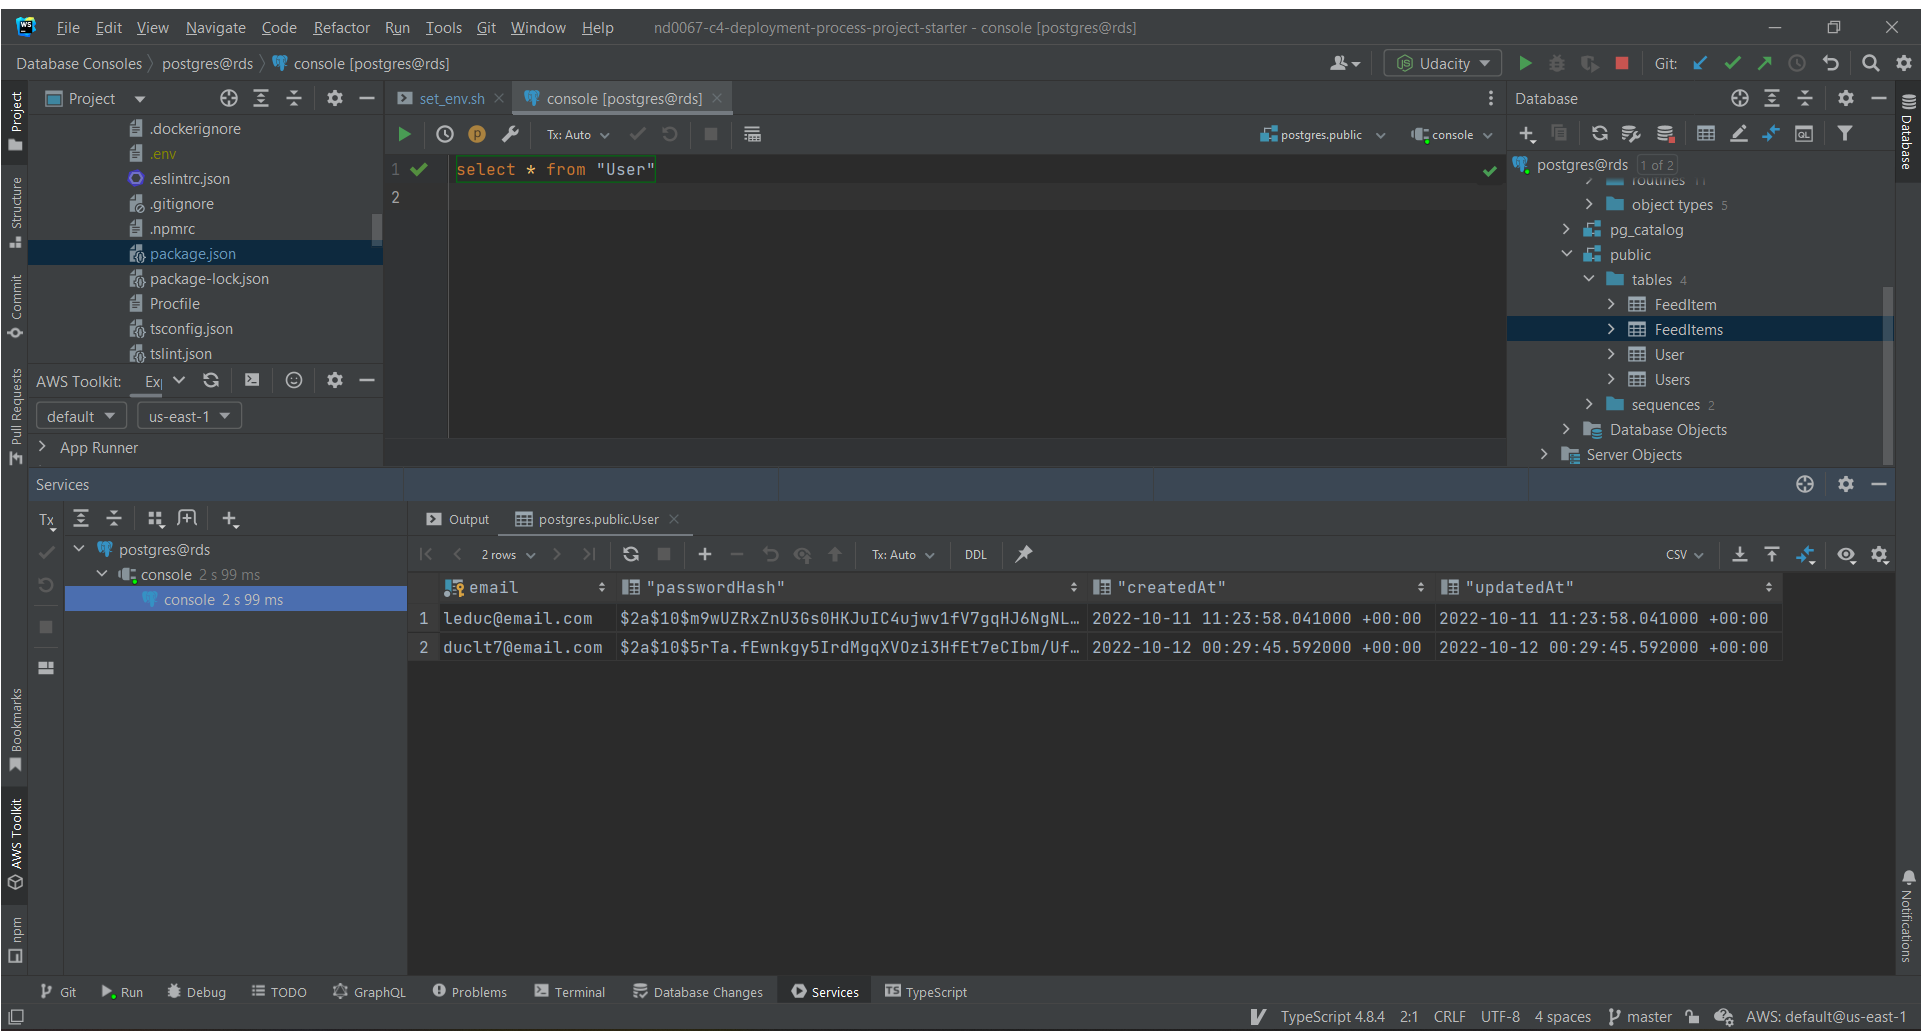 WS File Edit View Navigate Code Refactor Run Tools Git Window Help nd0067-c4-deployment-process-project-starter - console [postgres@rds]
Database Consoles postgres@rds console [postgres@rds] Udacity Git:
Project
Structure
Commit
Pull Requests
Bookmarks
AWS Toolkit
npm
Project
.dockerignore
.env
.eslintrc.json
.gitignore
.npmrc
package.json
package-lock.json
Procfile
tsconfig.json
tslint.json
AWS Toolkit: Exp
default us-east-1
App Runner
set_env.sh console [postgres@rds]
Tx: Auto postgres.public console
1 select * from "User"
2
Database
QL
postgres@rds 1 of 2
routines 11
object types 5
pg_catalog
public
tables 4
FeedItem
FeedItems
User
Users
sequences 2
Database Objects
Server Objects
Database
Notifications
Services
Tx
postgres@rds
console 2 s 99 ms
console 2 s 99 ms
Output postgres.public.User
2 rows Tx: Auto DDL CSV
email "passwordHash" "createdAt" "updatedAt"
1 leduc@email.com $2a$10$m9wUZRxZnU3Gs0HKJuIC4ujwv1fV7gqHJ6NgNL… 2022-10-11 11:23:58.041000 +00:00 2022-10-11 11:23:58.041000 +00:00
2 duclt7@email.com $2a$10$5rTa.fEwnkgy5IrdMgqXVOzi3HfEt7eCIbm/Uf… 2022-10-12 00:29:45.592000 +00:00 2022-10-12 00:29:45.592000 +00:00
Git Run Debug TODO GraphQL Problems Terminal Database Changes Services TS TypeScript
TypeScript 4.8.4 2:1 CRLF UTF-8 4 spaces master AWS: default@us-east-1